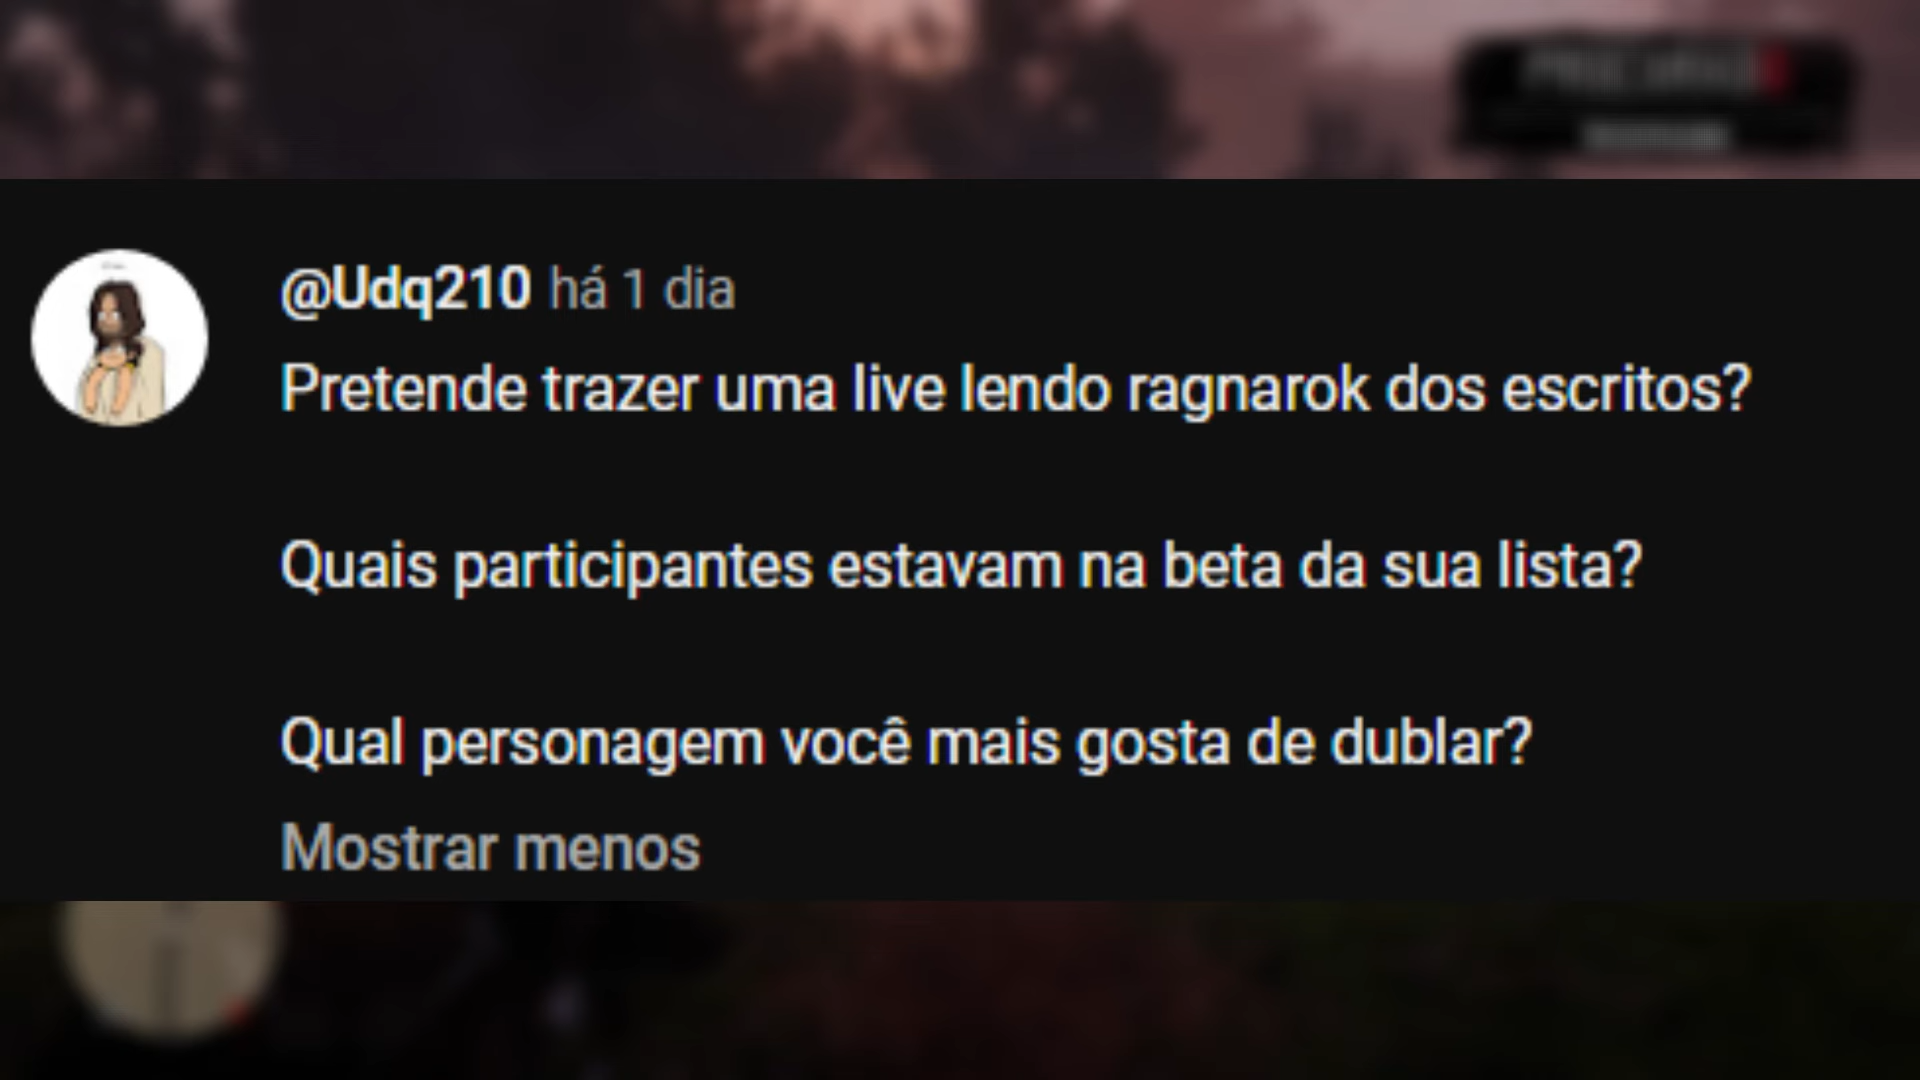 @Udq210 há 1 dia
Pretende trazer uma live lendo ragnarok dos escritos?
Quais participantes estavam na beta da sua lista?
Qual personagem você mais gosta de dublar?
Mostrar menos